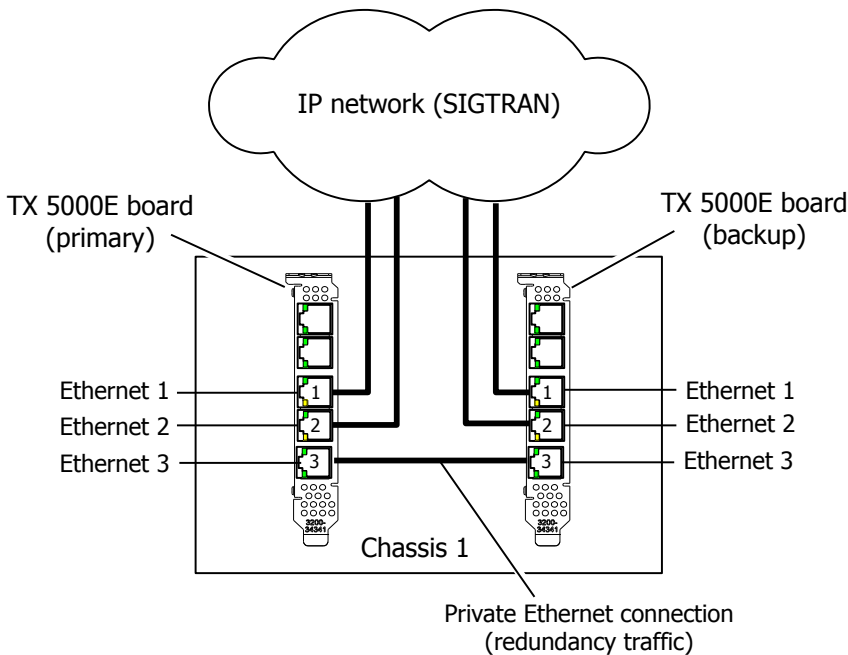 IP network (SIGTRAN)
TX 5000E board
(primary)
TX 5000E board
(backup)
Ethernet 1
1
1
Ethernet 1
Ethernet 2
2
2
Ethernet 2
Ethernet 3
3
3
Ethernet 3
3200-
34341
3200-
34341
Chassis 1
Private Ethernet connection
(redundancy traffic)